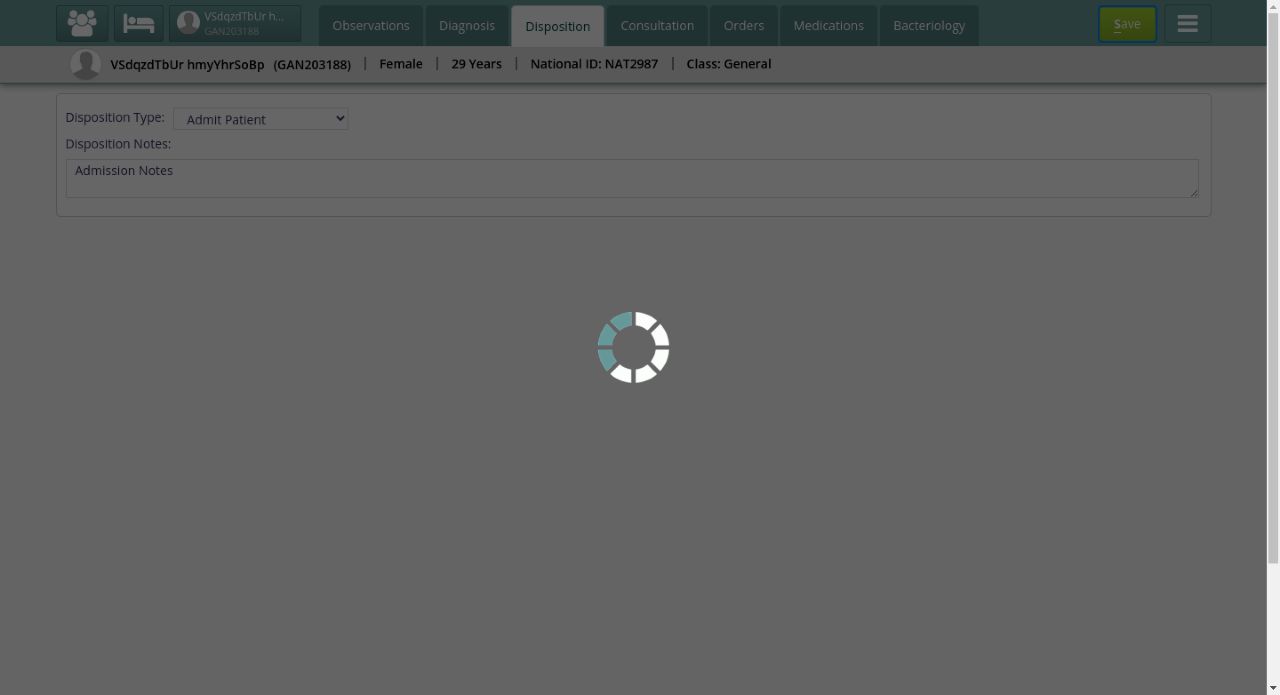 VSdqzdTbUr h...
GAN203188
Observations
Diagnosis
Disposition
Consultation
Orders
Medications
Bacteriology
Save
VSdqzdTbUr hmyYhrSoBp (GAN203188) | Female | 29 Years | National ID: NAT2987 | Class: General
Disposition Type: Admit Patient
Disposition Notes:
Admission Notes